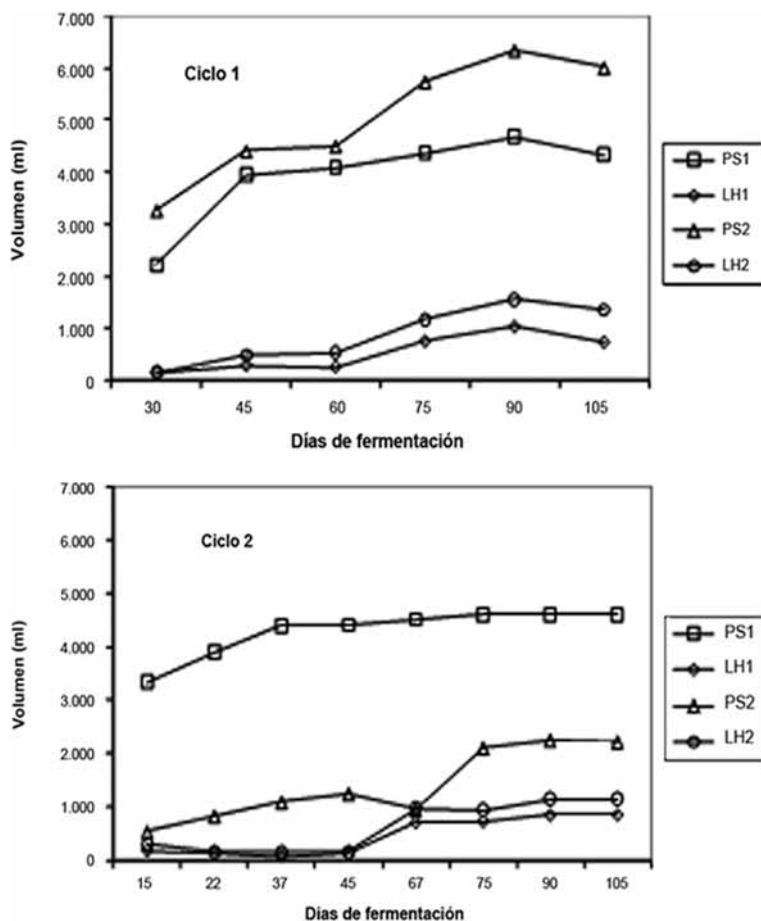 Ciclo 1
Volumen (ml)
7.000
6.000
5.000
4.000
3.000
2.000
1.000
0
30 45 60 75 90 105
Días de fermentación
PS1
LH1
PS2
LH2
Ciclo 2
Volumen (ml)
7.000
6.000
5.000
4.000
3.000
2.000
1.000
0
15 22 37 45 67 75 90 105
Días de fermentación
PS1
LH1
PS2
LH2